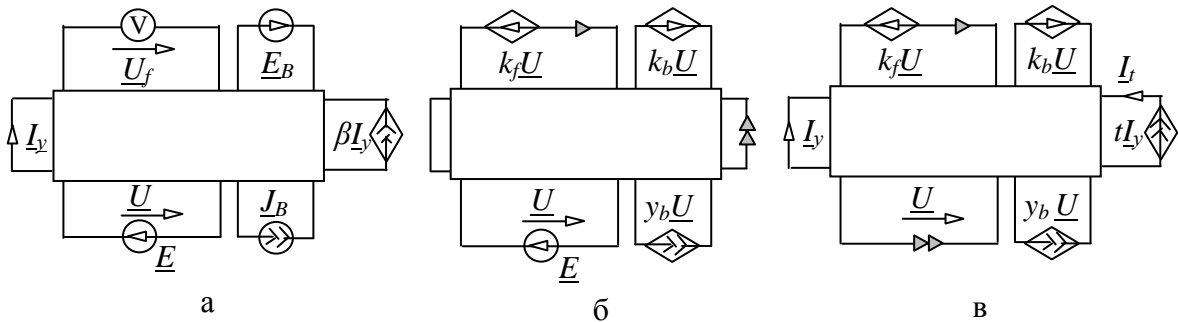 V
U_f
E_B
I_y
βI_y
U
E
J_B
а
k_fU
k_bU
U
E
y_bU
б
k_fU
k_bU
I_t
I_y
tI_y
U
y_b U
в